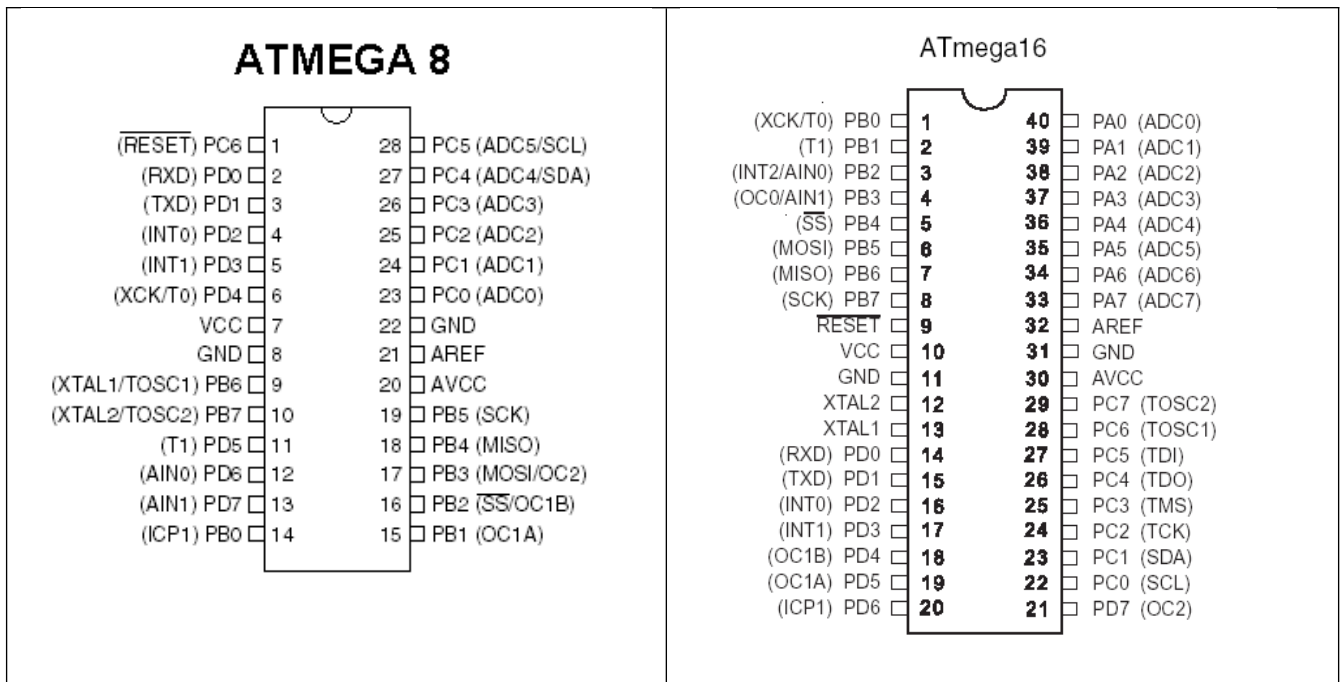 ATMEGA 8
(RESET) PC6 1 28 PC5 (ADC5/SCL)
(RXD) PD0 2 27 PC4 (ADC4/SDA)
(TXD) PD1 3 26 PC3 (ADC3)
(INT0) PD2 4 25 PC2 (ADC2)
(INT1) PD3 5 24 PC1 (ADC1)
(XCK/T0) PD4 6 23 PC0 (ADC0)
VCC 7 22 GND
GND 8 21 AREF
(XTAL1/TOSC1) PB6 9 20 AVCC
(XTAL2/TOSC2) PB7 10 19 PB5 (SCK)
(T1) PD5 11 18 PB4 (MISO)
(AIN0) PD6 12 17 PB3 (MOSI/OC2)
(AIN1) PD7 13 16 PB2 (SS/OC1B)
(ICP1) PB0 14 15 PB1 (OC1A)
ATmega16
(XCK/T0) PB0 1 40 PA0 (ADC0)
(T1) PB1 2 39 PA1 (ADC1)
(INT2/AIN0) PB2 3 38 PA2 (ADC2)
(OC0/AIN1) PB3 4 37 PA3 (ADC3)
(SS) PB4 5 36 PA4 (ADC4)
(MOSI) PB5 6 35 PA5 (ADC5)
(MISO) PB6 7 34 PA6 (ADC6)
(SCK) PB7 8 33 PA7 (ADC7)
RESET 9 32 AREF
VCC 10 31 GND
GND 11 30 AVCC
XTAL2 12 29 PC7 (TOSC2)
XTAL1 13 28 PC6 (TOSC1)
(RXD) PD0 14 27 PC5 (TDI)
(TXD) PD1 15 26 PC4 (TDO)
(INT0) PD2 16 25 PC3 (TMS)
(INT1) PD3 17 24 PC2 (TCK)
(OC1B) PD4 18 23 PC1 (SDA)
(OC1A) PD5 19 22 PC0 (SCL)
(ICP1) PD6 20 21 PD7 (OC2)